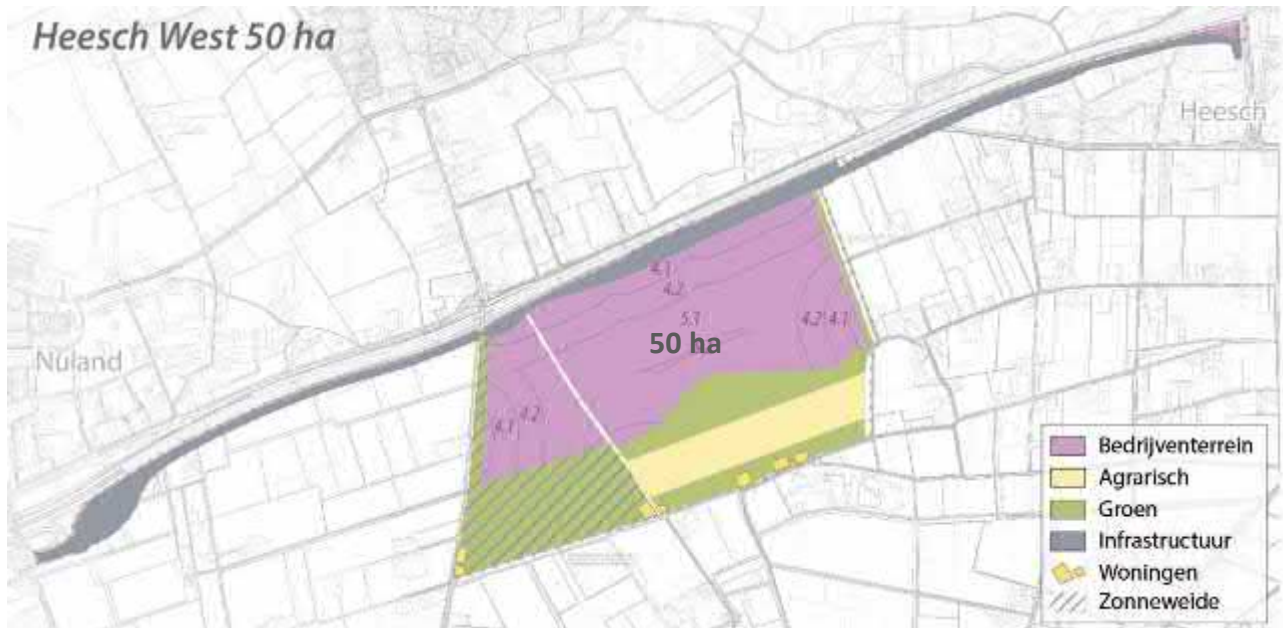 Heesch West 50 ha
Heesch
Nuland
4.1
4.2
5.1
4.2
4.1
50 ha
4.2
4.1
Bedrijventerrein
Agrarisch
Groen
Infrastructuur
Woningen
Zonneweide